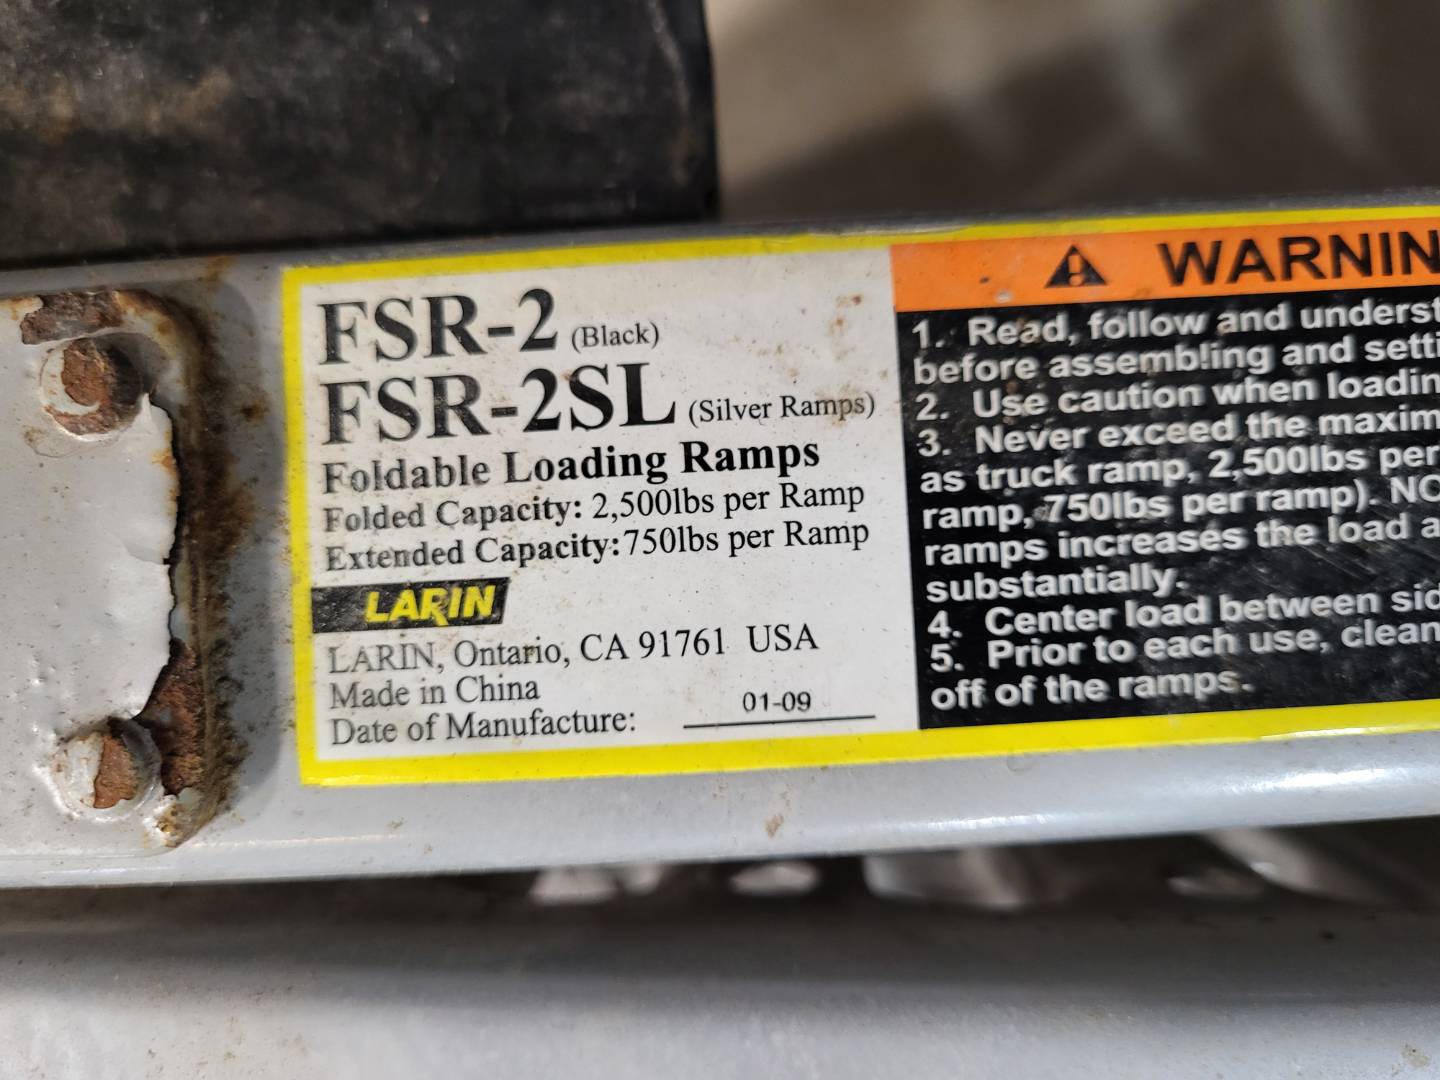 FSR-2 (Black)
FSR-2SL (Silver Ramps)
Foldable Loading Ramps
Folded Capacity: 2,500lbs per Ramp
Extended Capacity: 750lbs per Ramp
LARIN
LARIN, Ontario, CA 91761 USA
Made in China
Date of Manufacture: 01-09
WARNIN
1. Read, follow and underst
before assembling and setti
2. Use caution when loadin
3. Never exceed the maxim
as truck ramp, 2,500lbs per
ramp, 750lbs per ramp). NO
ramps increases the load a
substantially.
4. Center load between sid
5. Prior to each use, clean
off of the ramps.